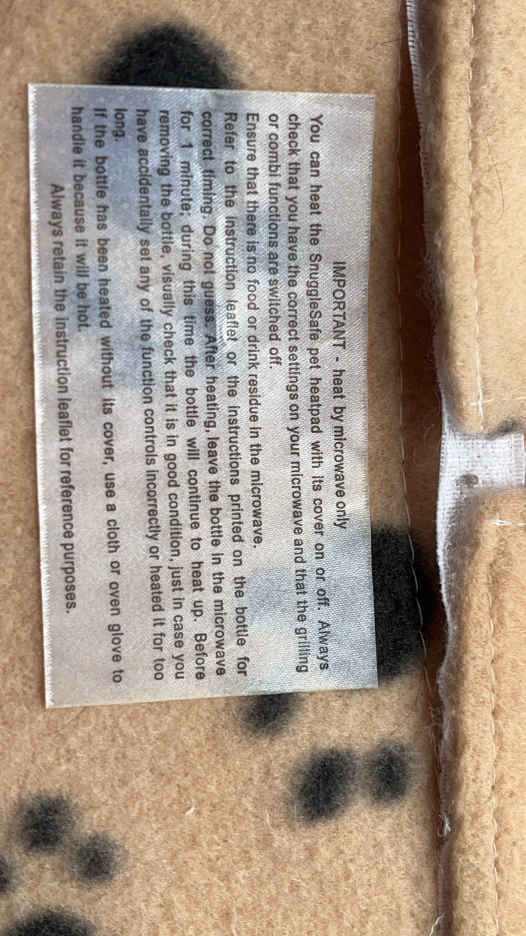 IMPORTANT - heat by microwave only
You can heat the SnuggleSafe pet heatpad with its cover on or off. Always
check that you have the correct settings on your microwave and that the grilling
or combi functions are switched off.
Ensure that there is no food or drink residue in the microwave.
Refer to the instruction leaflet or the instructions printed on the bottle for
correct timing. Do not guess. After heating, leave the bottle in the microwave
for 1 minute; during this time the bottle will continue to heat up. Before
removing the bottle, visually check that it is in good condition, just in case you
have accidentally set any of the function controls incorrectly or heated it for too
long.
If the bottle has been heated without its cover, use a cloth or oven glove to
handle it because it will be hot.
Always retain the instruction leaflet for reference purposes.